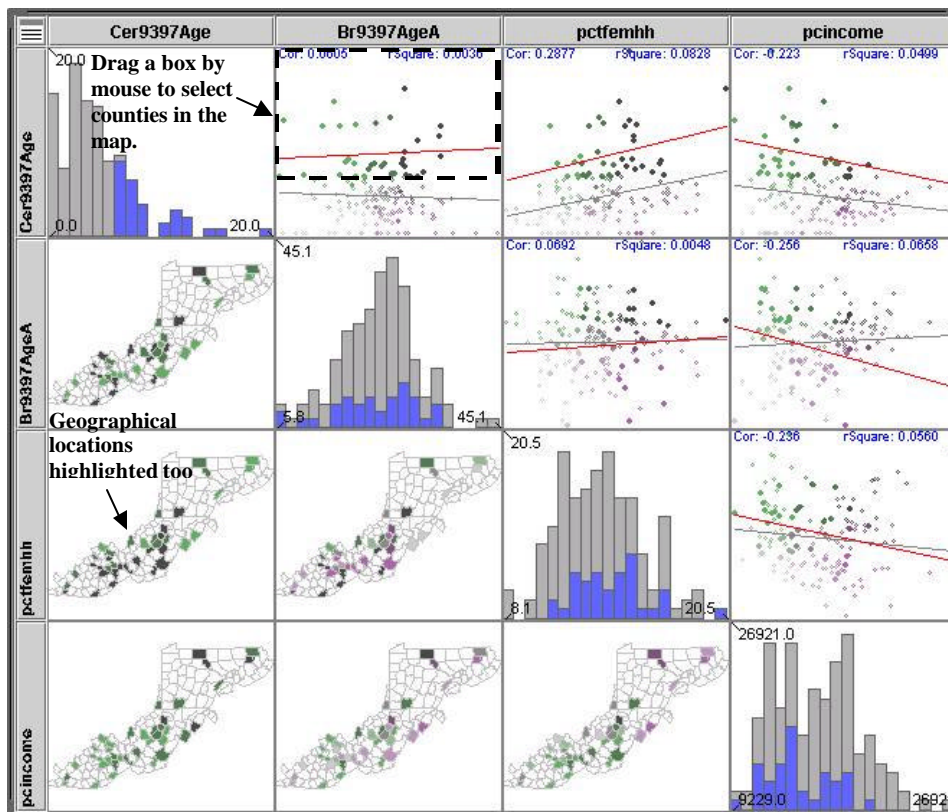 Cer9397Age
Br9397AgeA
pctfemhh
pcincome
Cer9397Age
20.0
0.0
20.0
Drag a box by
mouse to select
counties in the
map.
Cor: 0.0605 rSquare: 0.0036
Cor: 0.2877 rSquare: 0.0828
Cor: -0.223 rSquare: 0.0499
Br9397AgeA
45.1
5.8
45.1
Cor: 0.0692 rSquare: 0.0048
Cor: -0.256 rSquare: 0.0658
pctfemhh
Geographical
locations
highlighted too
20.5
8.1
20.5
Cor: -0.236 rSquare: 0.0560
pcincome
26921.0
9229.0
2692